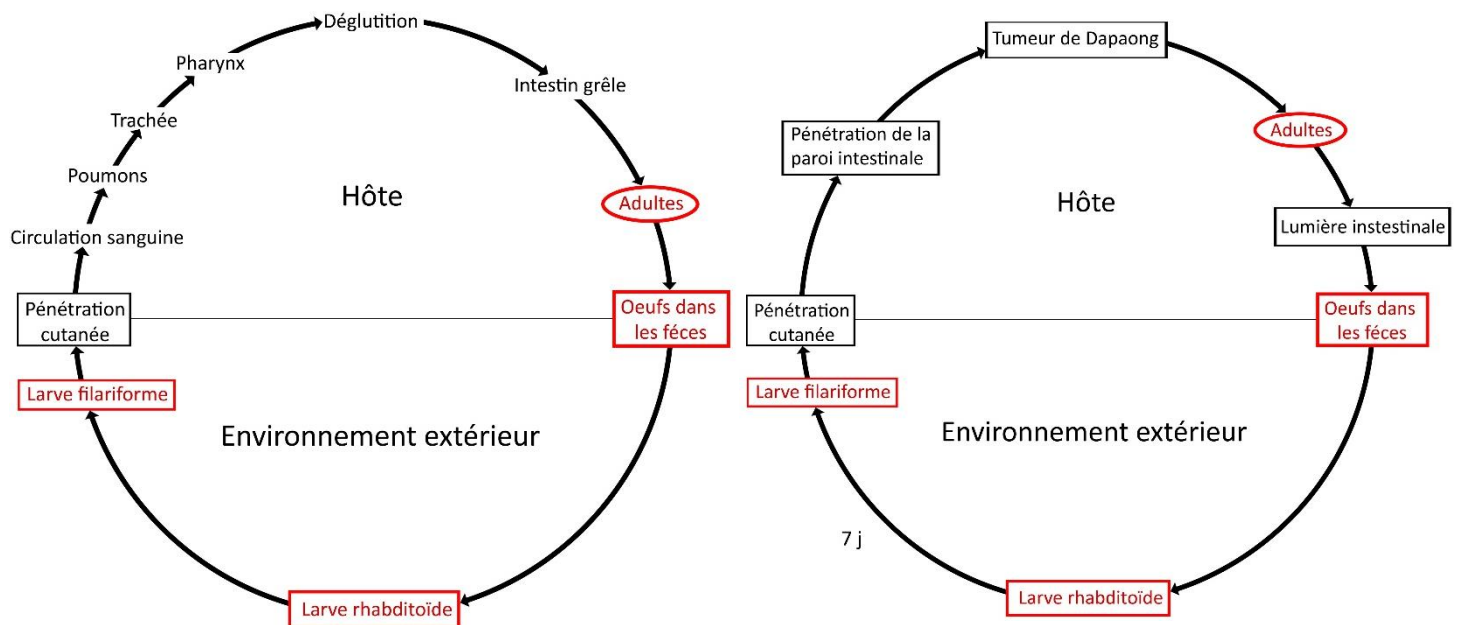 Déglutition
Pharynx
Intestin grêle
Trachée
Poumons
Hôte
Adultes
Circulation sanguine
Pénétration
cutanée
Oeufs dans
les féces
Larve filariforme
Environnement extérieur
Larve rhabditoïde
Tumeur de Dapaong
Pénétration de la
paroi intestinale
Adultes
Hôte
Lumière instestinale
Pénétration
cutanée
Oeufs dans
les féces
Larve filariforme
Environnement extérieur
7 j
Larve rhabditoïde